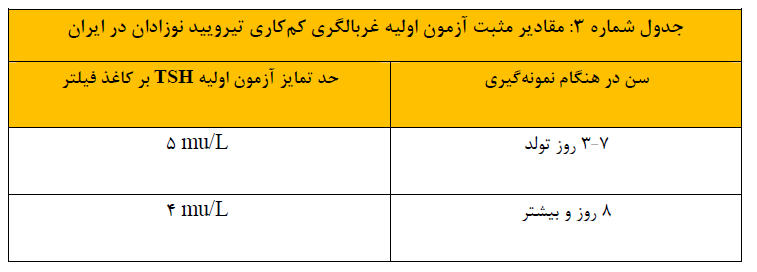 جدول شماره ۳: مقادیر مثبت آزمون اولیه غربالگری کم‌کاری تیرویید نوزادان در ایران
سن در هنگام نمونه‌گیری
حد تمایز آزمون اولیه TSH بر کاغذ فیلتر
۳-۷ روز تولد
۵ mu/L
۸ روز و بیشتر
۴ mu/L